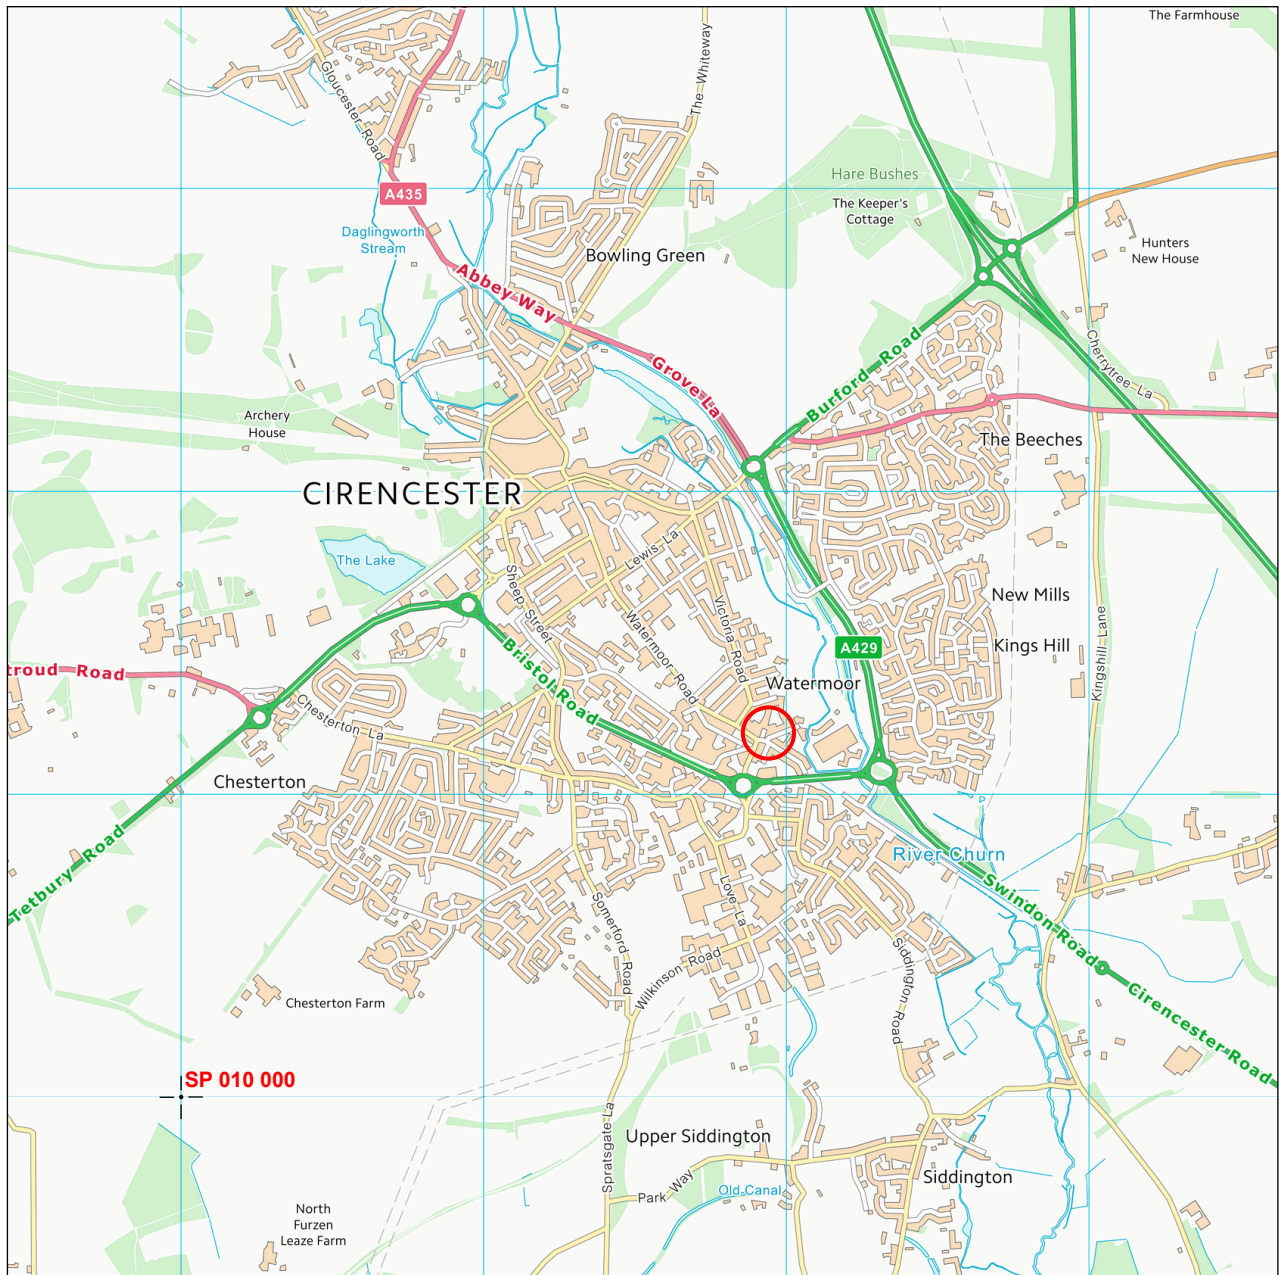 The Farmhouse
Gloucester Road
The Whiteway
A435
Hare Bushes
The Keeper's
Cottage
Daglingworth
Stream
Bowling Green
Hunters
New House
Abbey Way
Grove La
Burford Road
Cherrytree La
Archery
House
The Beeches
CIRENCESTER
Lewis La
The Lake
Sheep Street
New Mills
Victoria Road
Watermoor Road
Kings Hill
A429
Kingshill Lane
troud Road
Bristol Road
Watermoor
Chesterton La
Chesterton
Tetbury Road
River Churn
Swindon Road
Love La
Somerford Road
Siddington Road
Wilkinson Road
Chesterton Farm
Cirencester Road
SP 010 000
Spratsgate La
Upper Siddington
Siddington
Park Way
Old Canal
North
Furzen
Leaze Farm